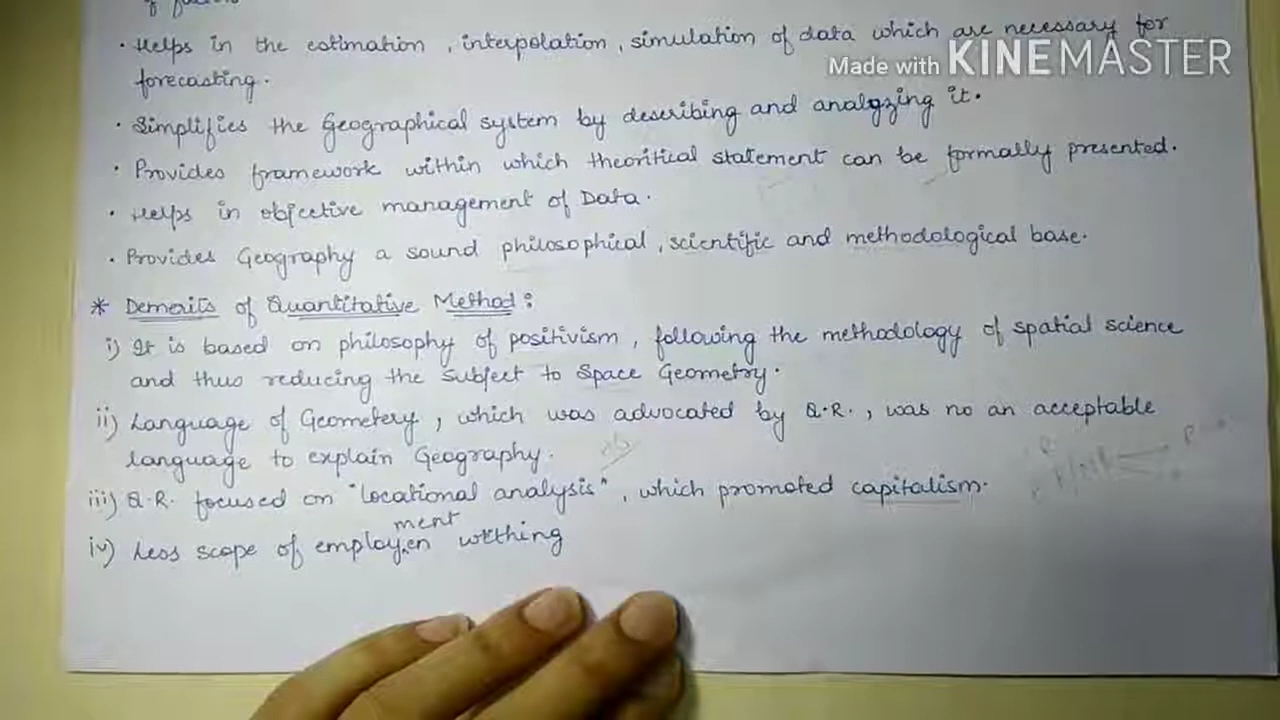 of factors
• Helps in the estimation , interpolation , simulation of data which are necessary for
forecasting.
Made with KINEMASTER
• Simplifies the Geographical system by describing and analyzing it.
• Provides framework within which theoritical statement can be formally presented.
• Helps in objective management of Data.
• Provides Geography a sound philosophical , scientific and methodological base.
* Demerits of Quantitative Method :
i) It is based on philosophy of positivism , following the methodology of spatial science
and thus reducing the subject to Space Geometry.
ii) Language of Geometery , which was advocated by Q.R. , was no an acceptable
language to explain Geography.
iii) Q.R. focused on "locational analysis" , which promoted capitalism.
ment
iv) Less scope of employen